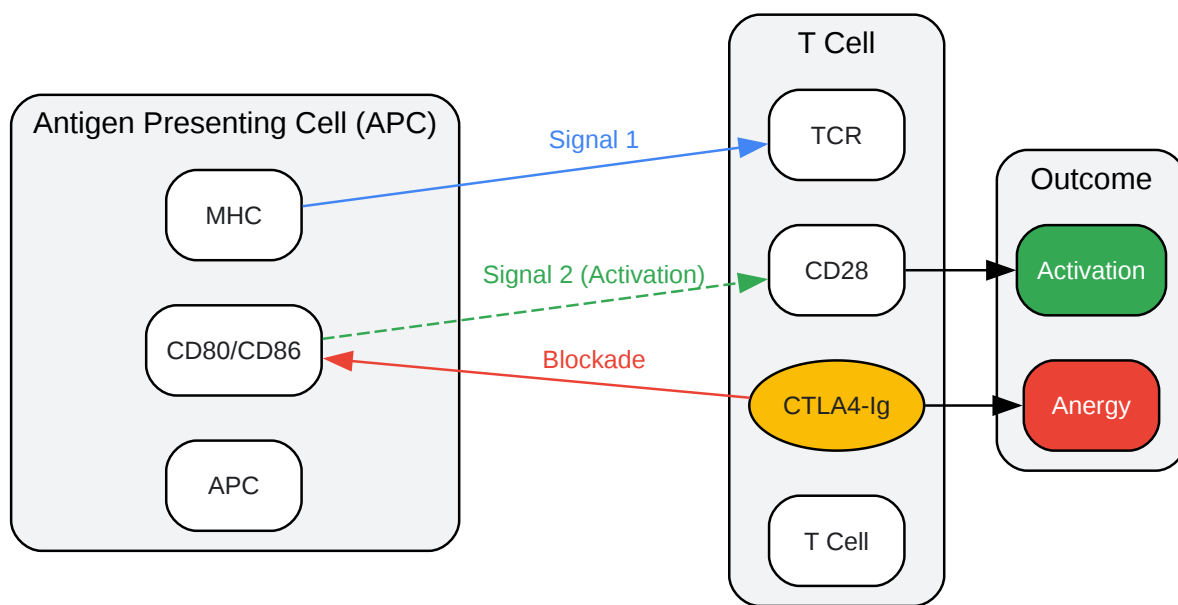 Antigen Presenting Cell (APC)
MHC
CD80/CD86
APC
Signal 1
Signal 2 (Activation)
Blockade
T Cell
TCR
CD28
CTLA4-Ig
T Cell
Outcome
Activation
Anergy